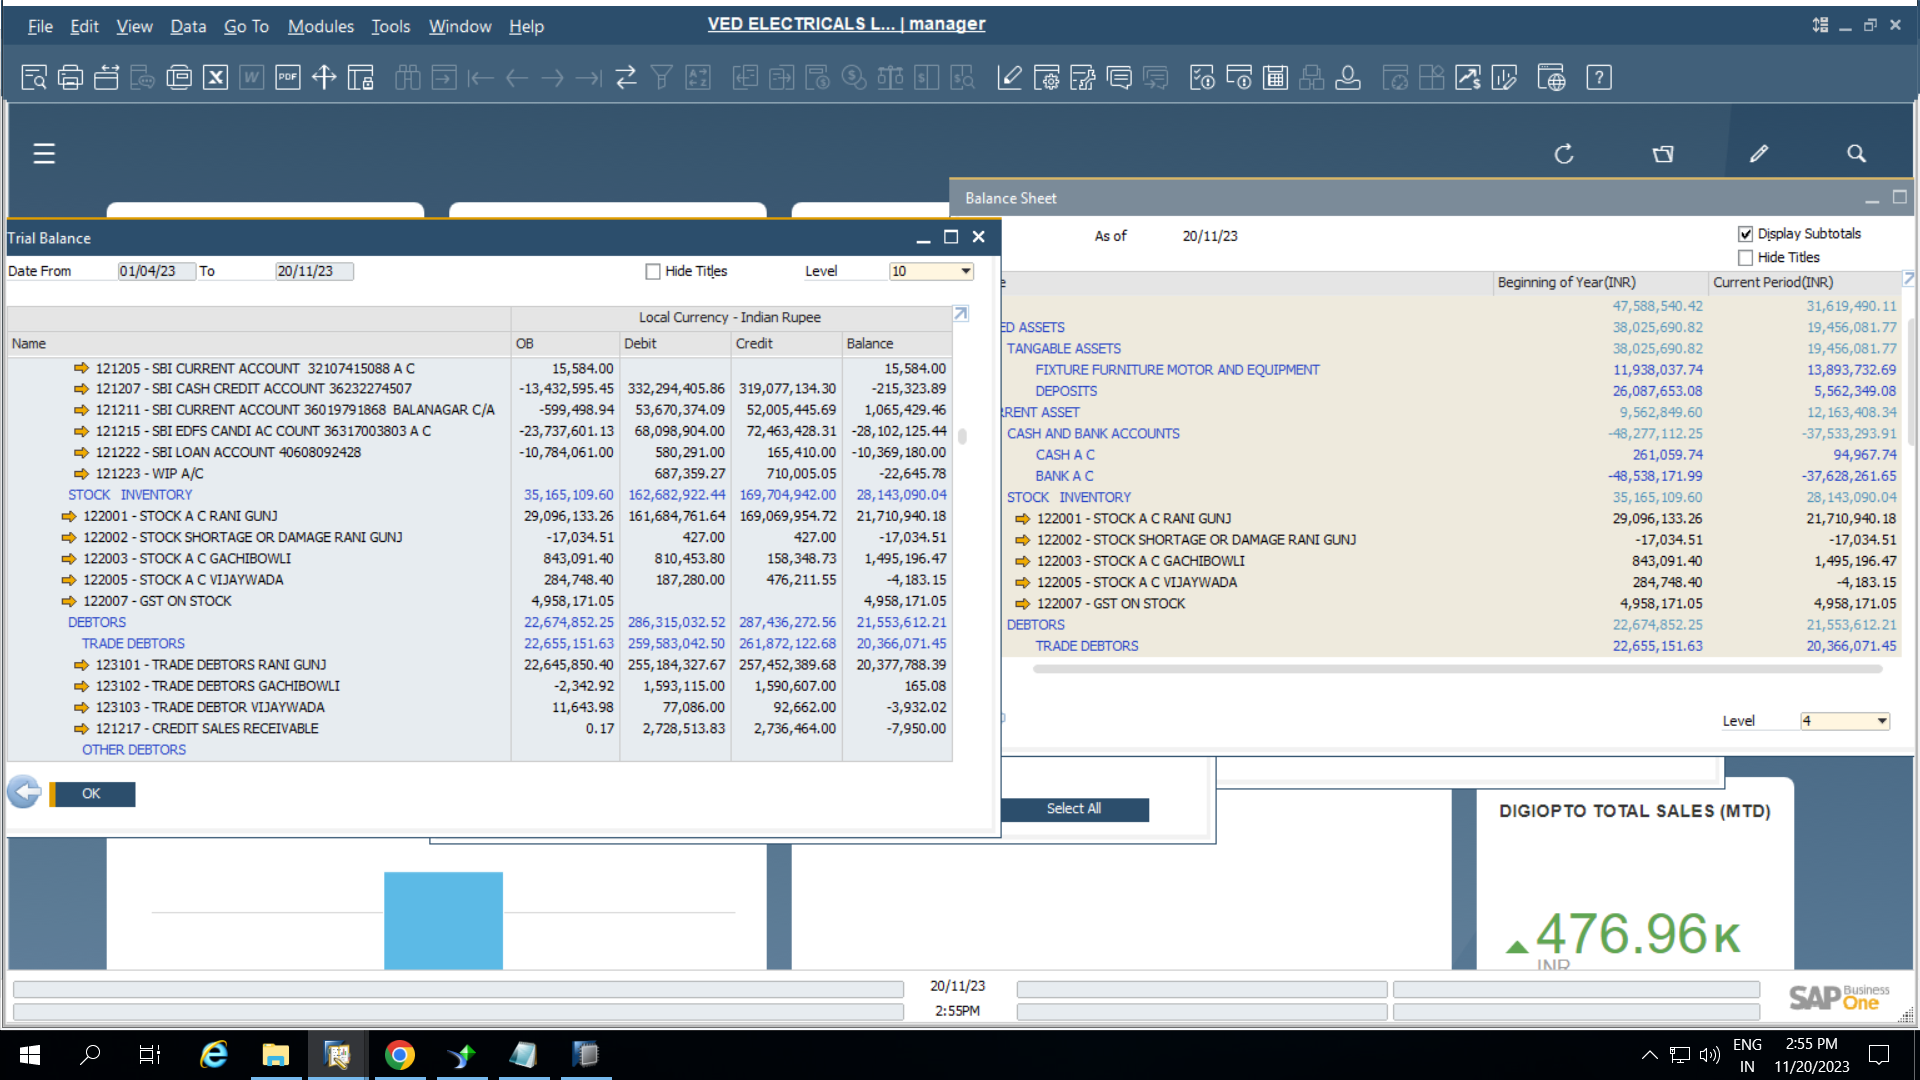 File Edit View Data Go To Modules Tools Window Help
VED ELECTRICALS L... | manager
Balance Sheet
As of 20/11/23
Display Subtotals
Hide Titles
Beginning of Year(INR) Current Period(INR)
47,588,540.42 31,619,490.11
ED ASSETS 38,025,690.82 19,456,081.77
TANGABLE ASSETS 38,025,690.82 19,456,081.77
FIXTURE FURNITURE MOTOR AND EQUIPMENT 11,938,037.74 13,893,732.69
DEPOSITS 26,087,653.08 5,562,349.08
RRENT ASSET 9,562,849.60 12,163,408.34
CASH AND BANK ACCOUNTS -48,277,112.25 -37,533,293.91
CASH A C 261,059.74 94,967.74
BANK A C -48,538,171.99 -37,628,261.65
STOCK INVENTORY 35,165,109.60 28,143,090.04
122001 - STOCK A C RANI GUNJ 29,096,133.26 21,710,940.18
122002 - STOCK SHORTAGE OR DAMAGE RANI GUNJ -17,034.51 -17,034.51
122003 - STOCK A C GACHIBOWLI 843,091.40 1,495,196.47
122005 - STOCK A C VIJAYWADA 284,748.40 -4,183.15
122007 - GST ON STOCK 4,958,171.05 4,958,171.05
DEBTORS 22,674,852.25 21,553,612.21
TRADE DEBTORS 22,655,151.63 20,366,071.45
Level 4
Trial Balance
Date From 01/04/23 To 20/11/23 Hide Titles Level 10
Local Currency - Indian Rupee
Name OB Debit Credit Balance
121205 - SBI CURRENT ACCOUNT 32107415088 A C 15,584.00 15,584.00
121207 - SBI CASH CREDIT ACCOUNT 36232274507 -13,432,595.45 332,294,405.86 319,077,134.30 -215,323.89
121211 - SBI CURRENT ACCOUNT 36019791868 BALANAGAR C/A -599,498.94 53,670,374.09 52,005,445.69 1,065,429.46
121215 - SBI EDFS CANDI AC COUNT 36317003803 A C -23,737,601.13 68,098,904.00 72,463,428.31 -28,102,125.44
121222 - SBI LOAN ACCOUNT 40608092428 -10,784,061.00 580,291.00 165,410.00 -10,369,180.00
121223 - WIP A/C 687,359.27 710,005.05 -22,645.78
STOCK INVENTORY 35,165,109.60 162,682,922.44 169,704,942.00 28,143,090.04
122001 - STOCK A C RANI GUNJ 29,096,133.26 161,684,761.64 169,069,954.72 21,710,940.18
122002 - STOCK SHORTAGE OR DAMAGE RANI GUNJ -17,034.51 427.00 427.00 -17,034.51
122003 - STOCK A C GACHIBOWLI 843,091.40 810,453.80 158,348.73 1,495,196.47
122005 - STOCK A C VIJAYWADA 284,748.40 187,280.00 476,211.55 -4,183.15
122007 - GST ON STOCK 4,958,171.05 4,958,171.05
DEBTORS 22,674,852.25 286,315,032.52 287,436,272.56 21,553,612.21
TRADE DEBTORS 22,655,151.63 259,583,042.50 261,872,122.68 20,366,071.45
123101 - TRADE DEBTORS RANI GUNJ 22,645,850.40 255,184,327.67 257,452,389.68 20,377,788.39
123102 - TRADE DEBTORS GACHIBOWLI -2,342.92 1,593,115.00 1,590,607.00 165.08
123103 - TRADE DEBTOR VIJAYWADA 11,643.98 77,086.00 92,662.00 -3,932.02
121217 - CREDIT SALES RECEIVABLE 0.17 2,728,513.83 2,736,464.00 -7,950.00
OTHER DEBTORS
OK
Select All
DIGIOPTO TOTAL SALES (MTD)
476.96K
INR
20/11/23
2:55PM
SAP Business One
ENG
IN
2:55 PM
11/20/2023